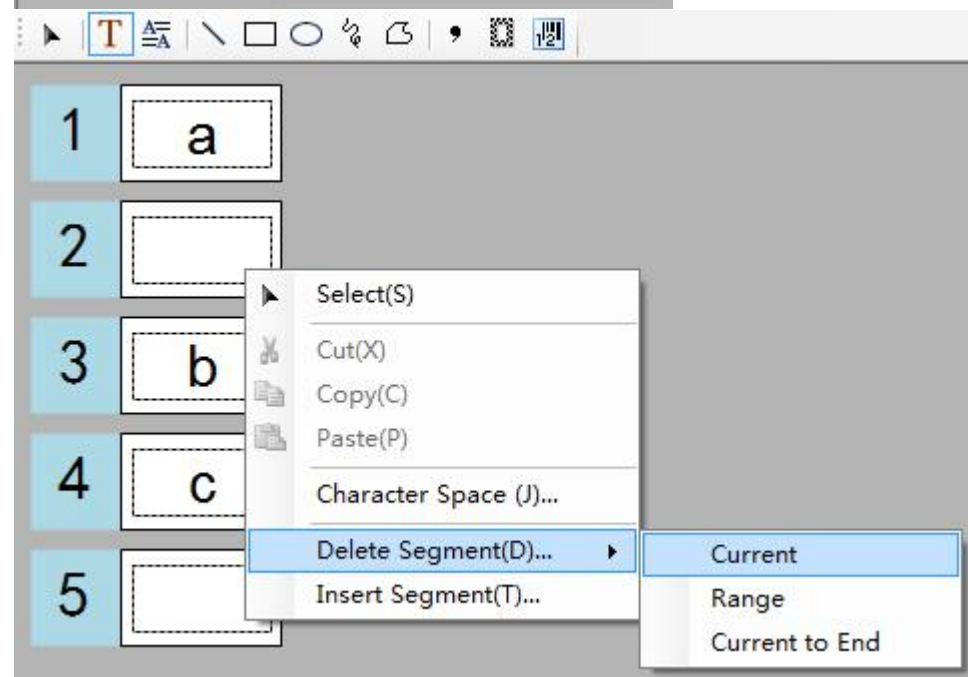 T A A 121
1 a
2
Select(S)
3 b
Cut(X)
Copy(C)
Paste(P)
4 c
Character Space (J)...
Delete Segment(D)...
Current
5
Insert Segment(T)...
Range
Current to End